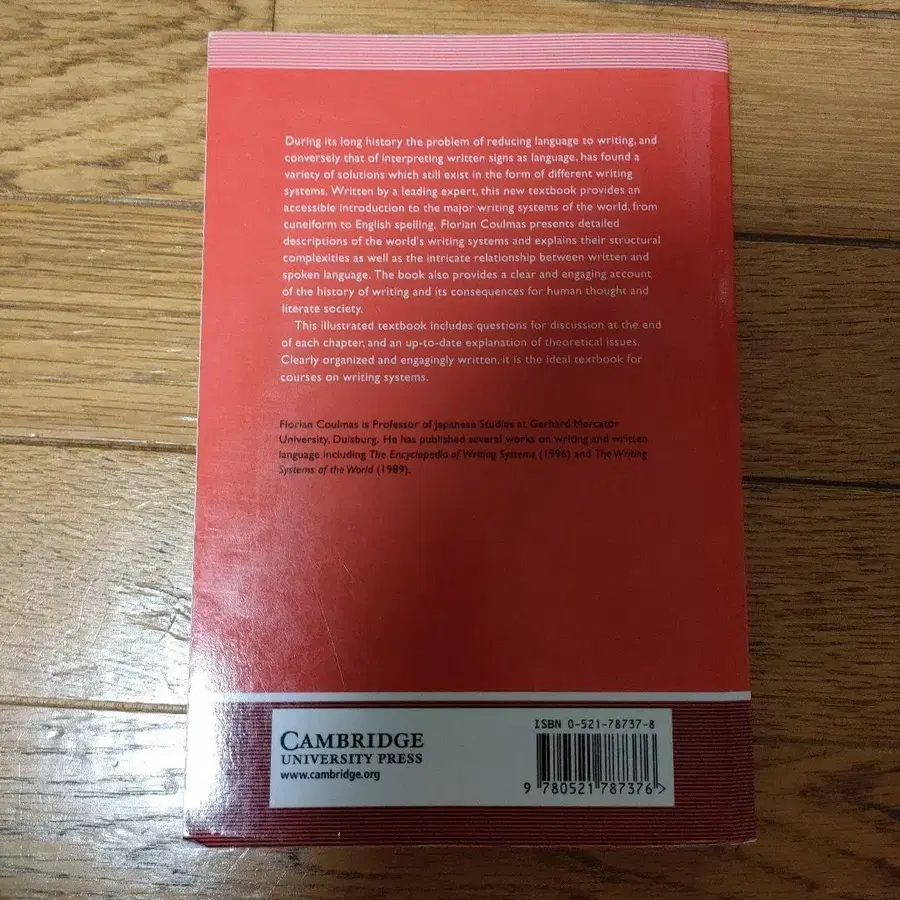 During its long history the problem of reducing language to writing, and
conversely that of interpreting written signs as language, has found a
variety of solutions which still exist in the form of different writing
systems. Written by a leading expert, this new textbook provides an
accessible introduction to the major writing systems of the world, from
cuneiform to English spelling. Florian Coulmas presents detailed
descriptions of the world's writing systems and explains their structural
complexities as well as the intricate relationship between written and
spoken language. The book also provides a clear and engaging account
of the history of writing and its consequences for human thought and
literate society.
This illustrated textbook includes questions for discussion at the end
of each chapter, and an up-to-date explanation of theoretical issues.
Clearly organized and engagingly written, it is the ideal textbook for
courses on writing systems.
Florian Coulmas is Professor of Japanese Studies at Gerhard Mercator
University, Duisburg. He has published several works on writing and written
language including The Encyclopedia of Writing Systems (1996) and The Writing
Systems of the World (1989).
CAMBRIDGE
UNIVERSITY PRESS
www.cambridge.org
ISBN 0-521-78737-8
9 780521 787376 >